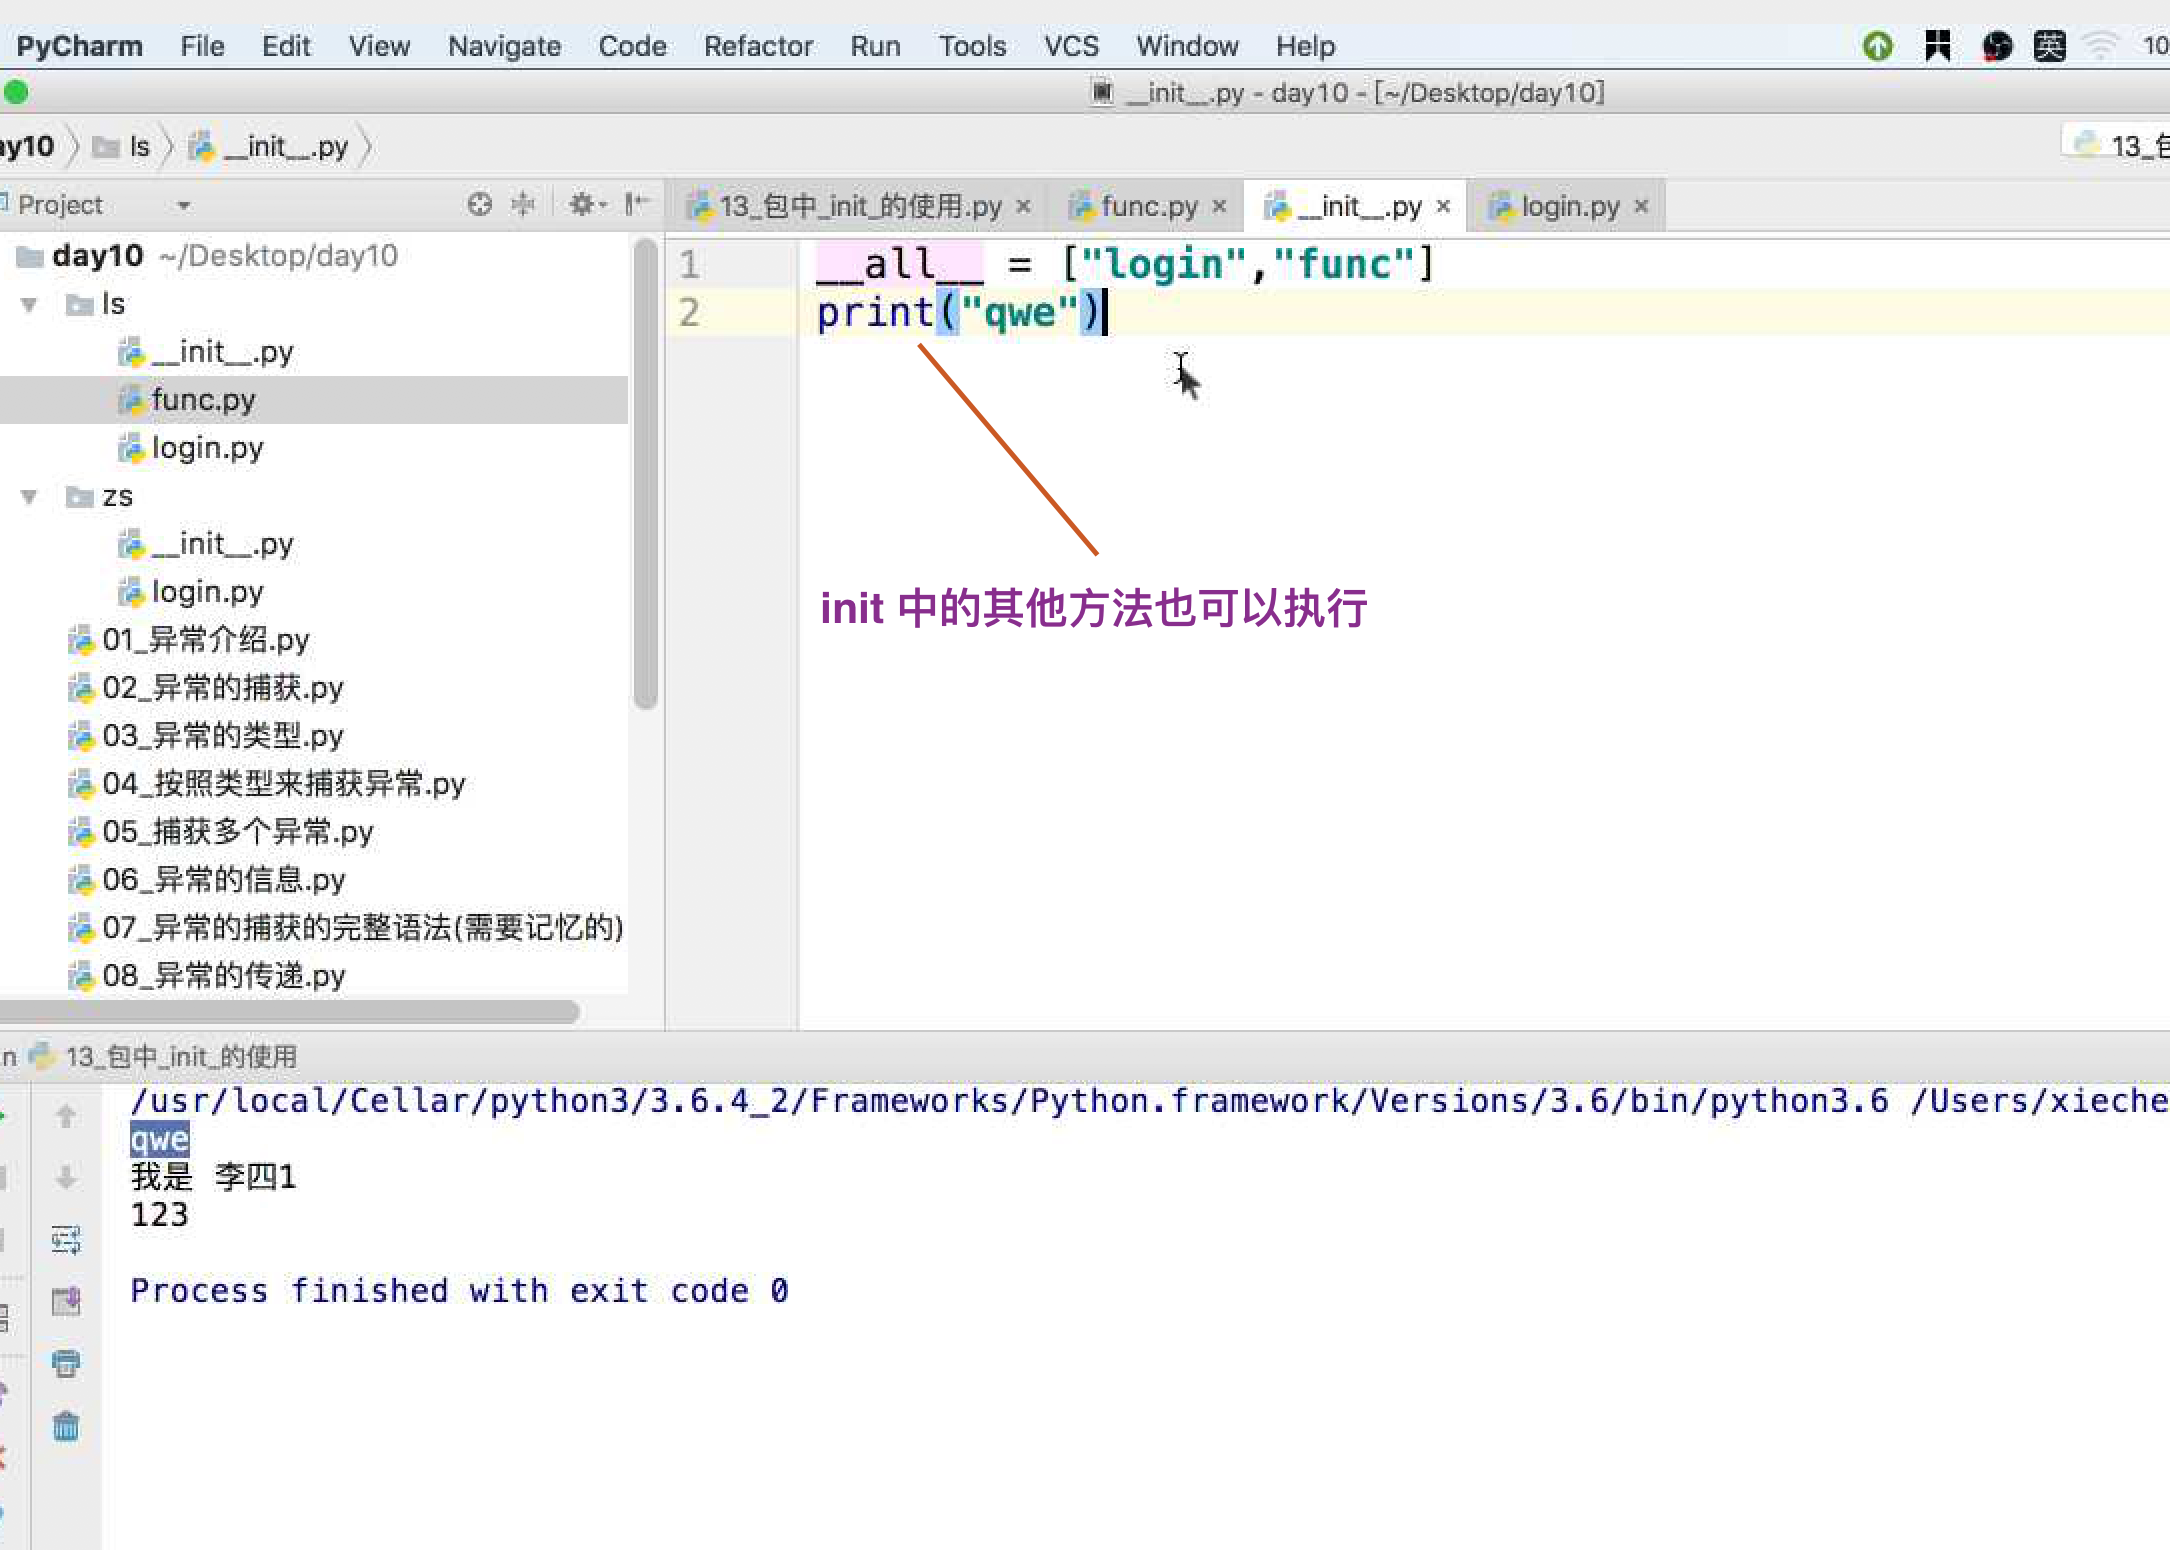 PyCharm File Edit View Navigate Code Refactor Run Tools VCS Window Help 英 10
__init__.py - day10 - [~/Desktop/day10]
ay10 ls __init__.py 13_包
Project
13_包中_init_的使用.py × func.py × __init__.py × login.py ×
day10 ~/Desktop/day10
ls
__init__.py
func.py
login.py
zs
__init__.py
login.py
01_异常介绍.py
02_异常的捕获.py
03_异常的类型.py
04_按照类型来捕获异常.py
05_捕获多个异常.py
06_异常的信息.py
07_异常的捕获的完整语法(需要记忆的)
08_异常的传递.py
1 __all__ = ["login","func"]
2 print("qwe")
init 中的其他方法也可以执行
n 13_包中_init_的使用
/usr/local/Cellar/python3/3.6.4_2/Frameworks/Python.framework/Versions/3.6/bin/python3.6 /Users/xieche
qwe
我是 李四1
123
Process finished with exit code 0